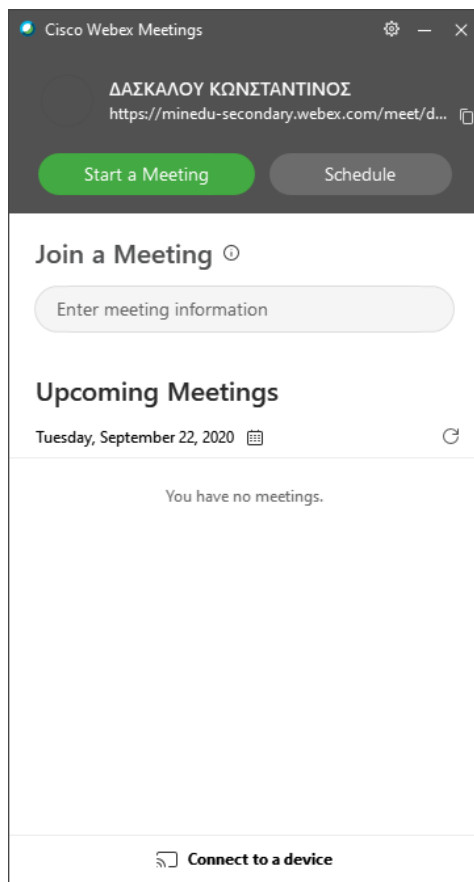 Cisco Webex Meetings
ΔΑΣΚΑΛΟΥ ΚΩΝΣΤΑΝΤΙΝΟΣ
https://minedu-secondary.webex.com/meet/d...
Start a Meeting
Schedule
Join a Meeting
Enter meeting information
Upcoming Meetings
Tuesday, September 22, 2020
You have no meetings.
Connect to a device